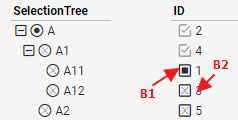 SelectionTree ID
A 2
A1 4
A11 1
B1 B2
A12 3
A2 5